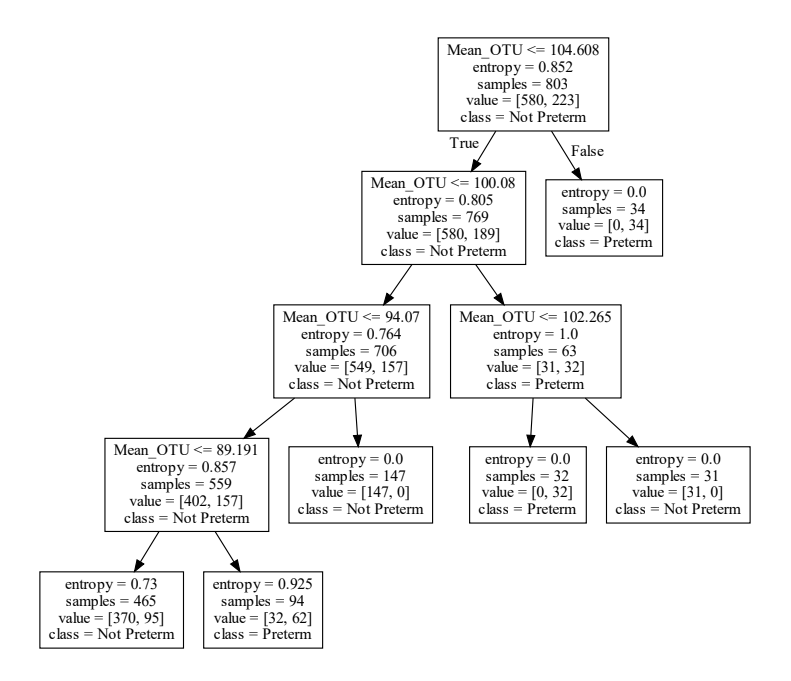 Mean_OTU <= 104.608
entropy = 0.852
samples = 803
value = [580, 223]
class = Not Preterm
True
False
Mean_OTU <= 100.08
entropy = 0.805
samples = 769
value = [580, 189]
class = Not Preterm
entropy = 0.0
samples = 34
value = [0, 34]
class = Preterm
Mean_OTU <= 94.07
entropy = 0.764
samples = 706
value = [549, 157]
class = Not Preterm
Mean_OTU <= 102.265
entropy = 1.0
samples = 63
value = [31, 32]
class = Preterm
Mean_OTU <= 89.191
entropy = 0.857
samples = 559
value = [402, 157]
class = Not Preterm
entropy = 0.0
samples = 147
value = [147, 0]
class = Not Preterm
entropy = 0.0
samples = 32
value = [0, 32]
class = Preterm
entropy = 0.0
samples = 31
value = [31, 0]
class = Not Preterm
entropy = 0.73
samples = 465
value = [370, 95]
class = Not Preterm
entropy = 0.925
samples = 94
value = [32, 62]
class = Preterm